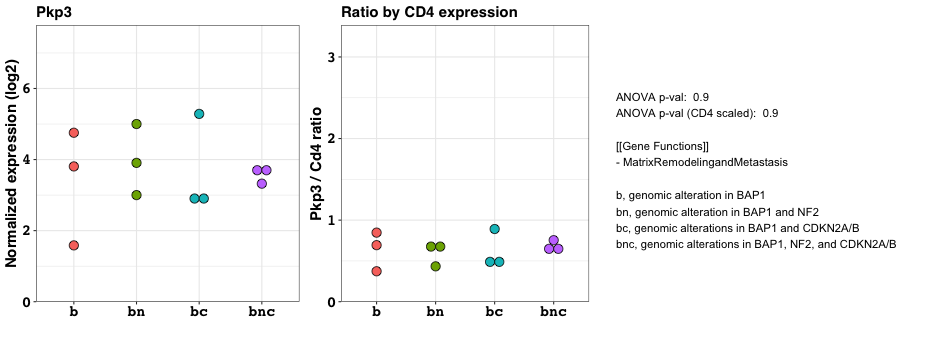 Pkp3
Normalized expression (log2)
6
4
2
0
b bn bc bnc
Ratio by CD4 expression
Pkp3 / Cd4 ratio
3
2
1
0
b bn bc bnc
ANOVA p-val:  0.9
ANOVA p-val (CD4 scaled):  0.9
[[Gene Functions]]
- MatrixRemodelingandMetastasis
b, genomic alteration in BAP1
bn, genomic alteration in BAP1 and NF2
bc, genomic alterations in BAP1 and CDKN2A/B
bnc, genomic alterations in BAP1, NF2, and CDKN2A/B